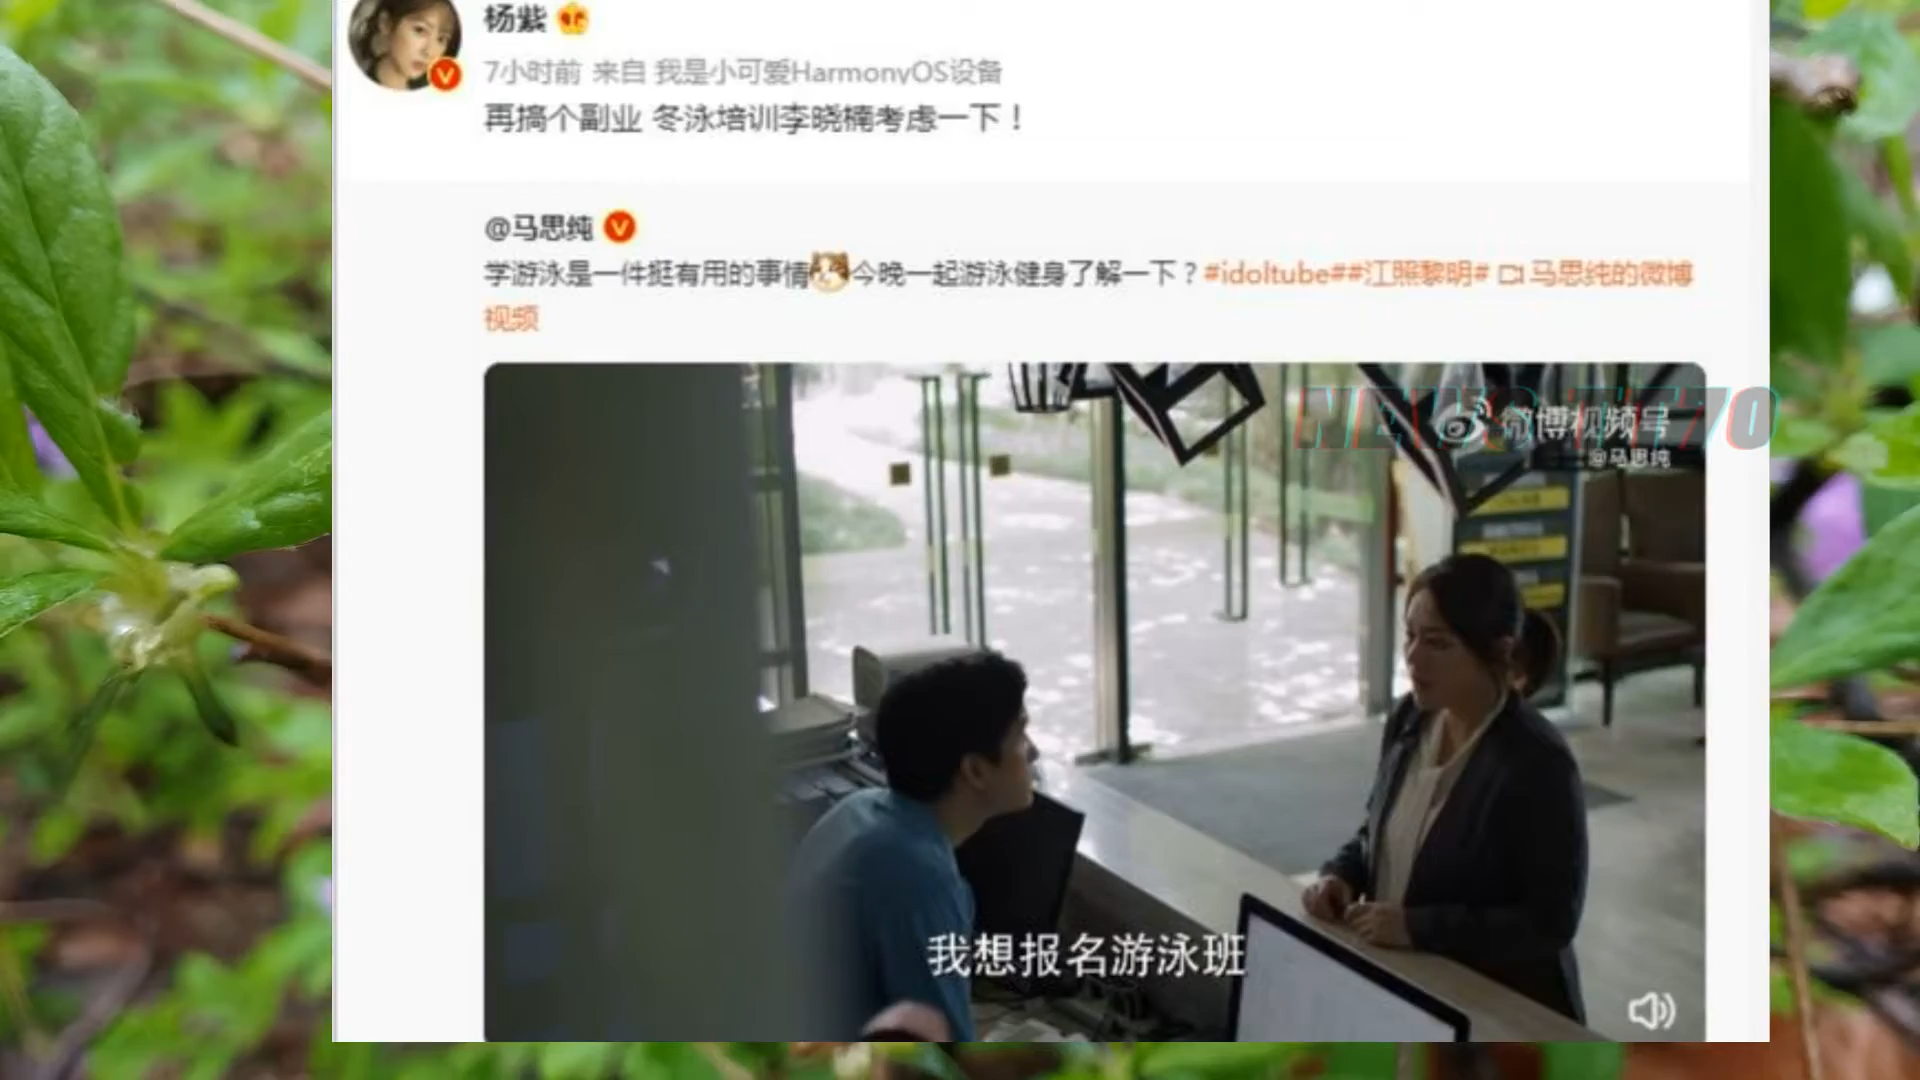 杨紫
7小时前 来自 我是小可爱HarmonyOS设备
再搞个副业 冬泳培训李晓楠考虑一下！
@马思纯
学游泳是一件挺有用的事情今晚一起游泳健身了解一下？#idoltube##江照黎明# 马思纯的微博
视频
NEWS TT70
微博视频号
@马思纯
我想报名游泳班